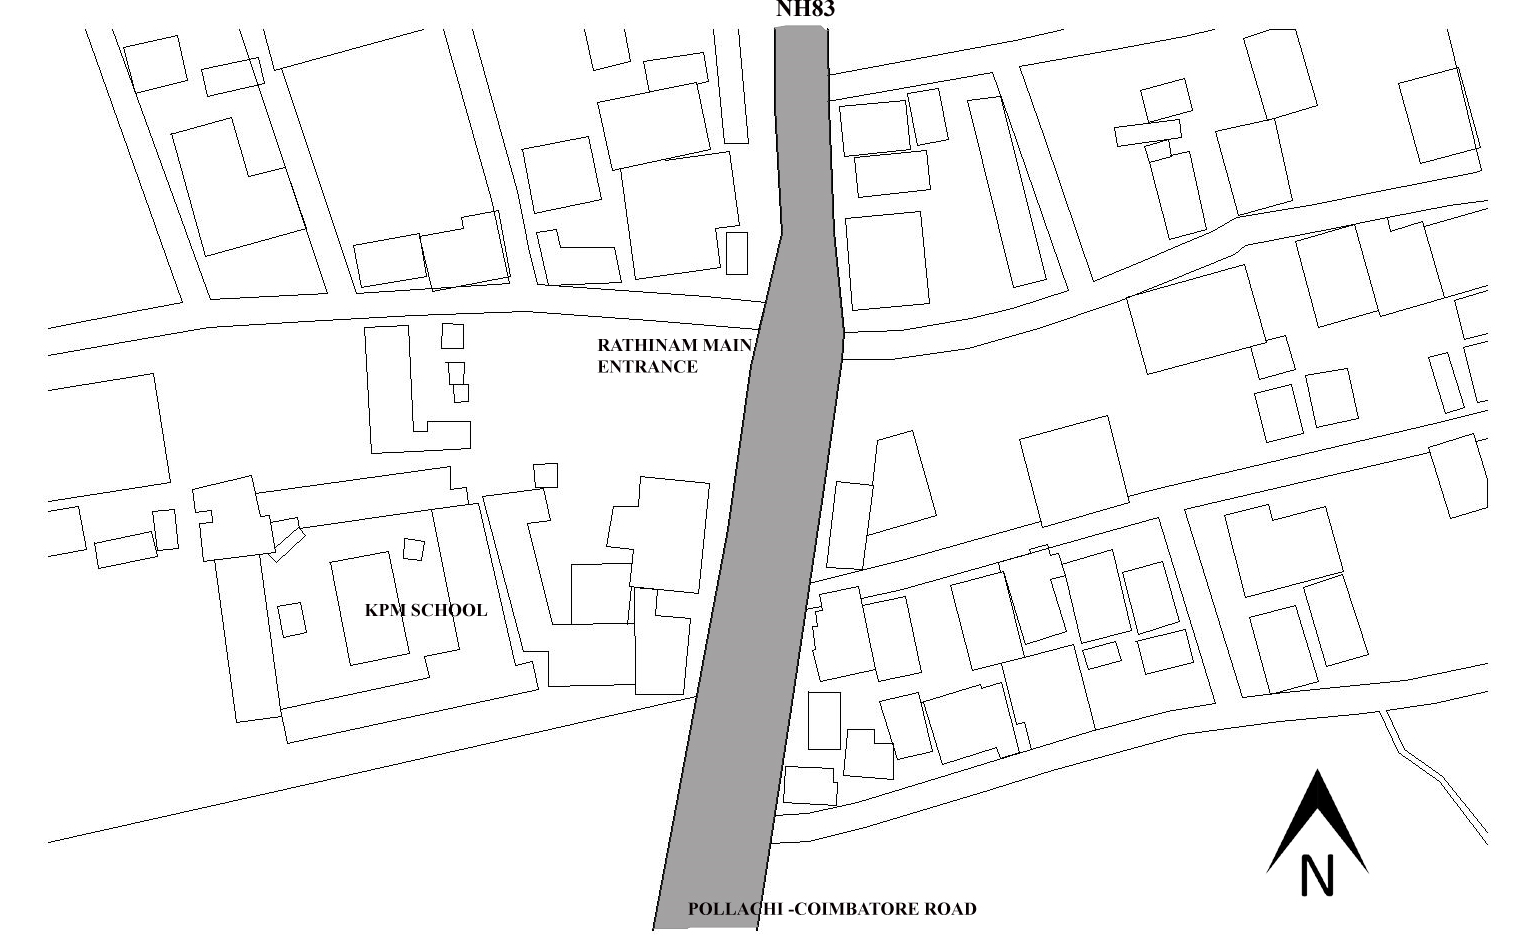 NH83
RATHINAM MAIN
ENTRANCE
KPM SCHOOL
N
POLLACHI -COIMBATORE ROAD